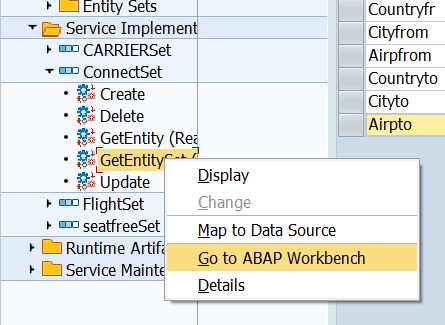 Entity Sets
Service Implement
CARRIERSet
ConnectSet
Create
Delete
GetEntity (Rea
GetEntitySet (
Update
FlightSet
seatfreeSet
Runtime Artifa
Service Mainte
Display
Change
Map to Data Source
Go to ABAP Workbench
Details
Countryfr
Cityfrom
Airpfrom
Countryto
Cityto
Airpto